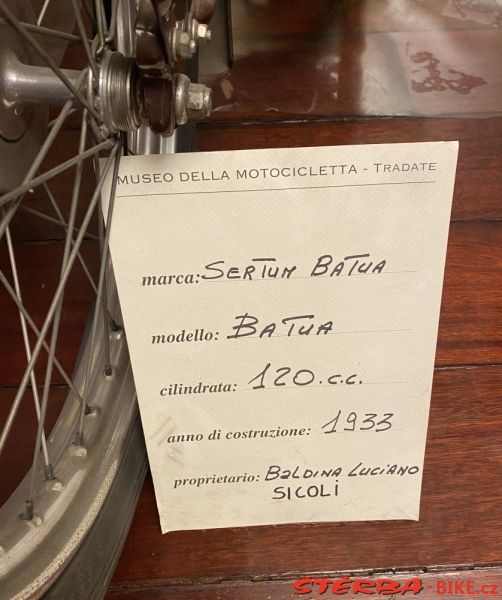 MUSEO DELLA MOTOCICLETTA - TRADATE
marca: SERTUM BATUA
modello: BATUA
cilindrata: 120.c.c.
anno di costruzione: 1933
proprietario: BALDINA LUCIANO
SICOLI
ŠTĚRBA-BIKE.cz